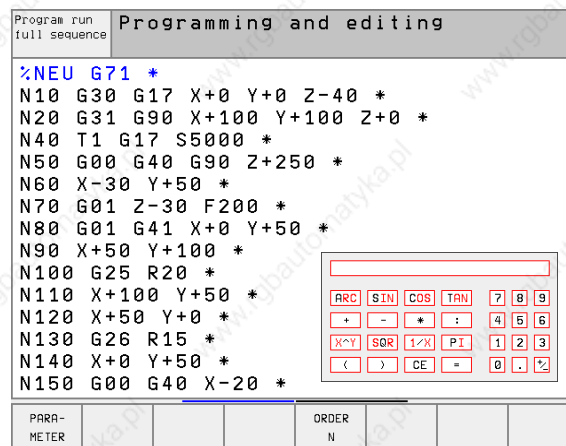 Program run
full sequence
Programming and editing
%NEU G71 *
N10 G30 G17 X+0 Y+0 Z-40 *
N20 G31 G90 X+100 Y+100 Z+0 *
N40 T1 G17 S5000 *
N50 G00 G40 G90 Z+250 *
N60 X-30 Y+50 *
N70 G01 Z-30 F200 *
N80 G01 G41 X+0 Y+50 *
N90 X+50 Y+100 *
N100 G25 R20 *
N110 X+100 Y+50 *
N120 X+50 Y+0 *
N130 G26 R15 *
N140 X+0 Y+50 *
N150 G00 G40 X-20 *
ARC SIN COS TAN 7 8 9
+ - * : 4 5 6
X^Y SQR 1/X PI 1 2 3
( ) CE = 0 . +/-
PARA-
METER
ORDER
N
www.rgbautomatyka.pl